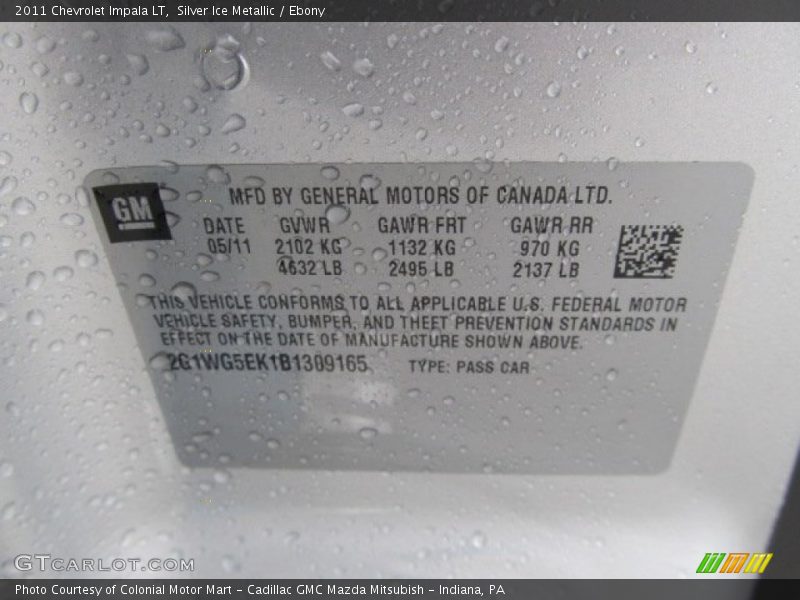 2011 Chevrolet Impala LT, Silver Ice Metallic / Ebony
GM
MFD BY GENERAL MOTORS OF CANADA LTD.
DATE GVWR GAWR FRT GAWR RR
05/11 2102 KG 1132 KG 970 KG
4632 LB 2495 LB 2137 LB
THIS VEHICLE CONFORMS TO ALL APPLICABLE U.S. FEDERAL MOTOR
VEHICLE SAFETY, BUMPER, AND THEFT PREVENTION STANDARDS IN
EFFECT ON THE DATE OF MANUFACTURE SHOWN ABOVE.
2G1WG5EK1B1309165 TYPE: PASS CAR
GTCARLOT.COM
Photo Courtesy of Colonial Motor Mart - Cadillac GMC Mazda Mitsubish - Indiana, PA